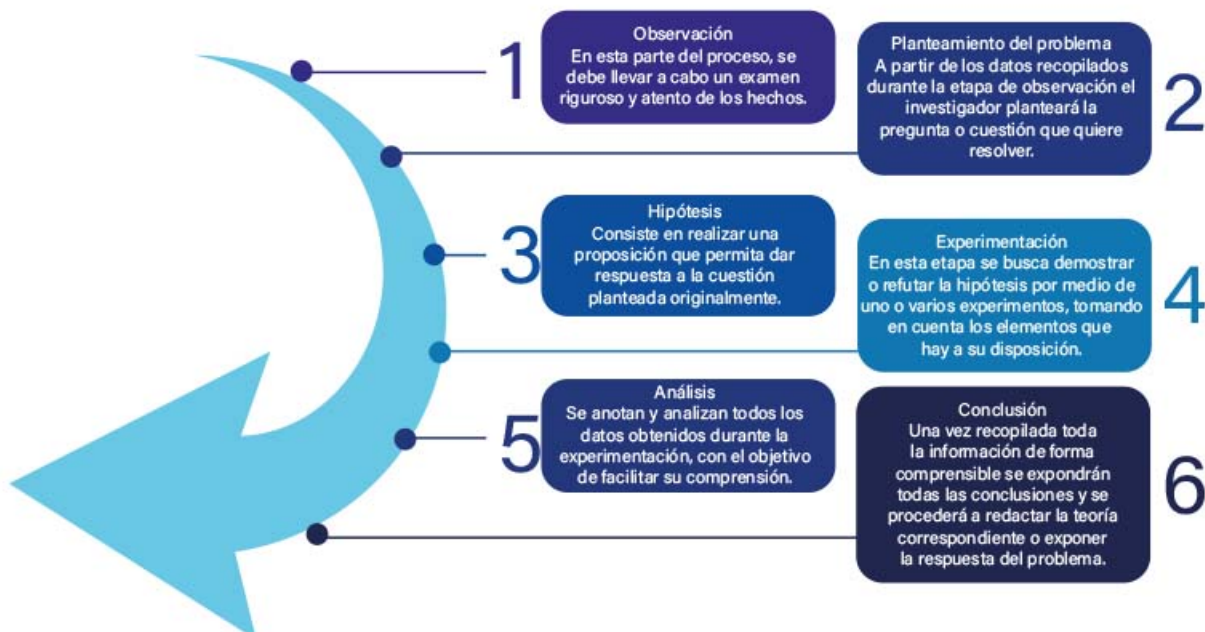 1
Observación
En esta parte del proceso, se
debe llevar a cabo un examen
riguroso y atento de los hechos.
Planteamiento del problema
A partir de los datos recopilados
durante la etapa de observación el
investigador planteará la
pregunta o cuestión que quiere
resolver.
2
3
Hipótesis
Consiste en realizar una
proposición que permita dar
respuesta a la cuestión
planteada originalmente.
Experimentación
En esta etapa se busca demostrar
o refutar la hipótesis por medio de
uno o varios experimentos, tomando
en cuenta los elementos que
hay a su disposición.
4
5
Análisis
Se anotan y analizan todos los
datos obtenidos durante la
experimentación, con el objetivo
de facilitar su comprensión.
Conclusión
Una vez recopilada toda
la información de forma
comprensible se expondrán
todas las conclusiones y se
procederá a redactar la teoría
correspondiente o exponer
la respuesta del problema.
6